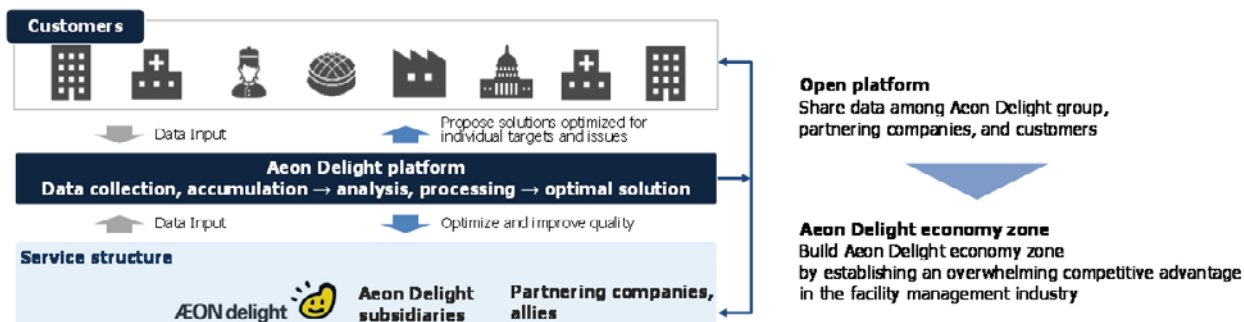 Customers
Data Input
Propose solutions optimized for
individual targets and issues
Aeon Delight platform
Data collection, accumulation → analysis, processing → optimal solution
Data Input
Optimize and improve quality
Service structure
ÆON delight
Aeon Delight
subsidiaries
Partnering companies,
allies
Open platform
Share data among Aeon Delight group,
partnering companies, and customers
Aeon Delight economy zone
Build Aeon Delight economy zone
by establishing an overwhelming competitive advantage
in the facility management industry